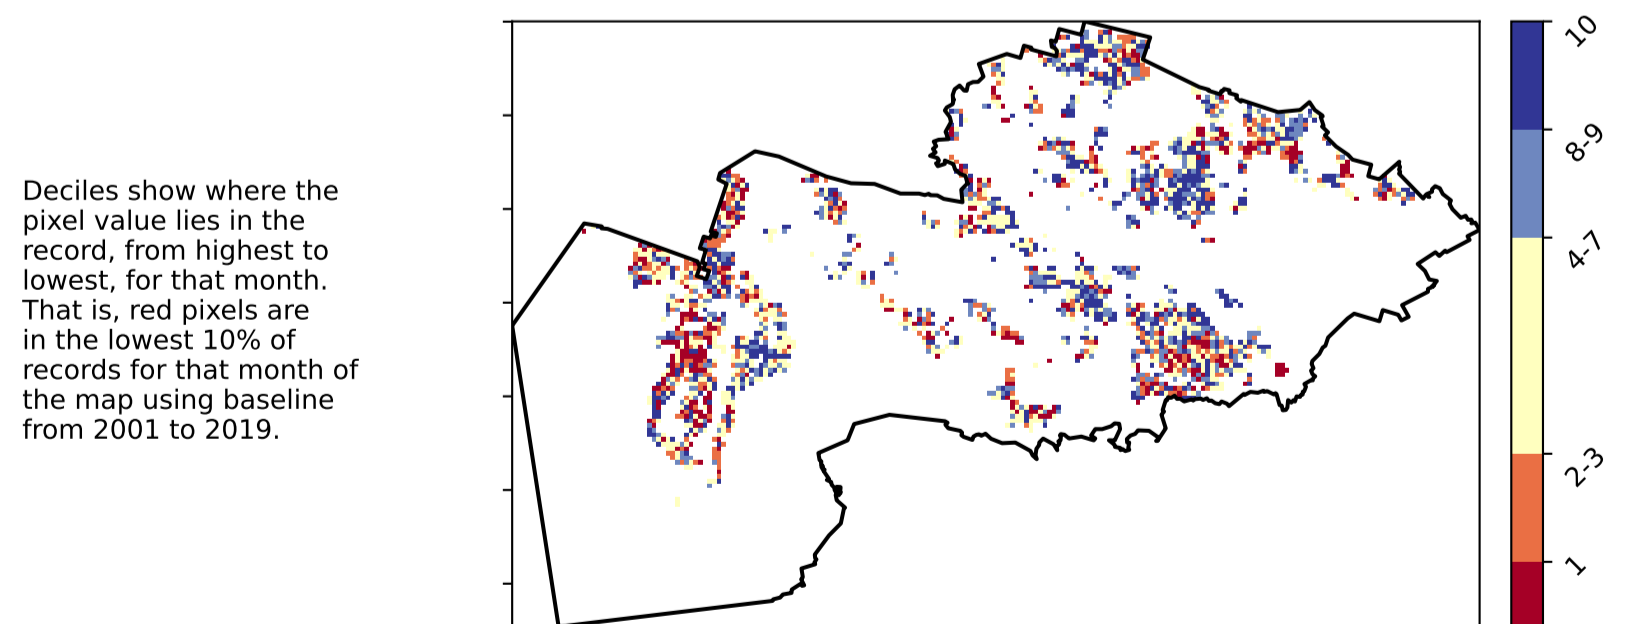 Deciles show where the
pixel value lies in the
record, from highest to
lowest, for that month.
That is, red pixels are
in the lowest 10% of
records for that month of
the map using baseline
from 2001 to 2019.
10
8-9
4-7
2-3
1